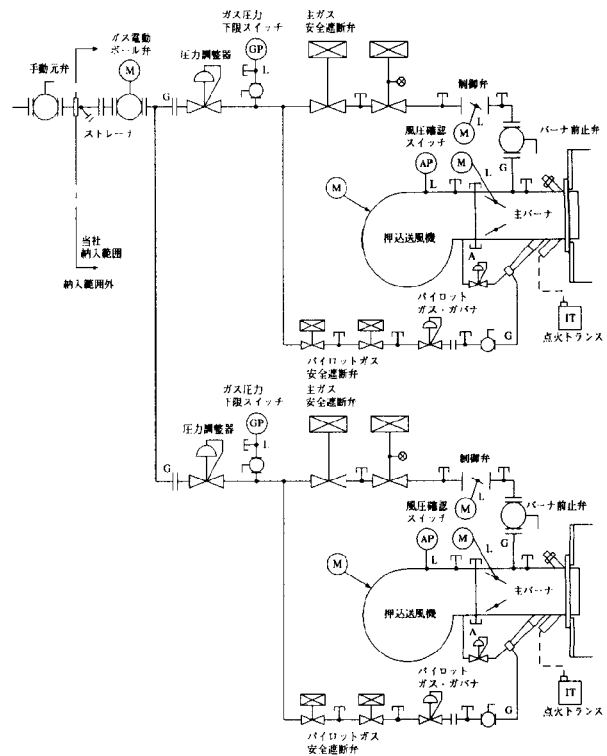 ガス電動
ボール弁
手動元弁
M
ストレーナ
当社
納入範囲
納入範囲外
G
圧力調整器
ガス圧力
下限スイッチ
GP
L
主ガス
安全遮断弁
制御弁
L
M
風圧確認
スイッチ
AP
L
M
L
バーナ前止弁
G
M
押込送風機
主バーナ
A
パイロット
ガス・ガバナ
G
パイロットガス
安全遮断弁
IT
点火トランス
G
圧力調整器
ガス圧力
下限スイッチ
GP
L
主ガス
安全遮断弁
制御弁
L
M
風圧確認
スイッチ
AP
L
M
L
バーナ前止弁
G
M
押込送風機
主バーナ
A
パイロット
ガス・ガバナ
G
パイロットガス
安全遮断弁
IT
点火トランス